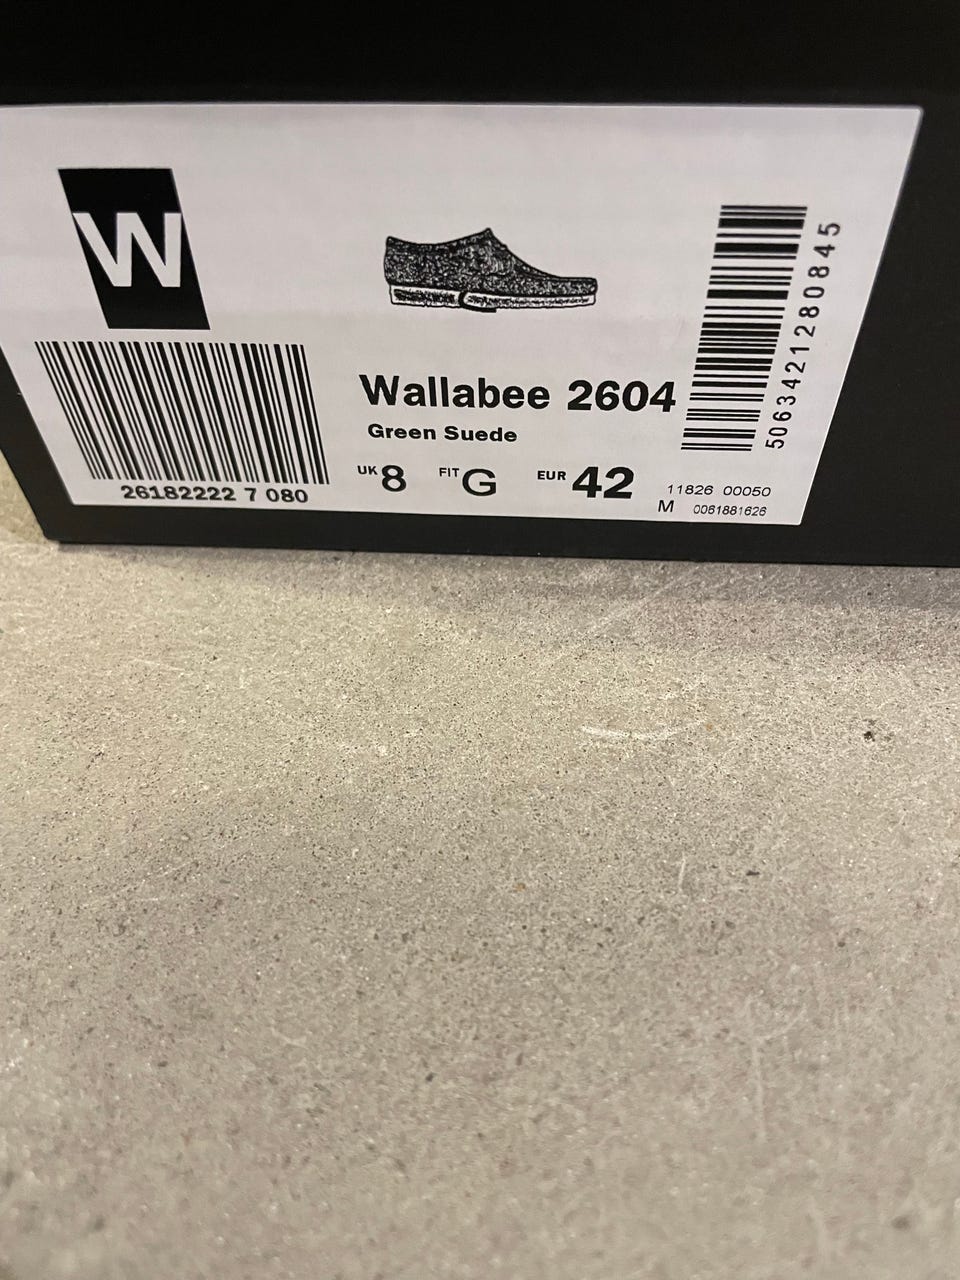 W
Wallabee 2604
Green Suede
UK 8 FIT G EUR 42
26182222 7 080
5063421280845
11826 00050
M 0061881626